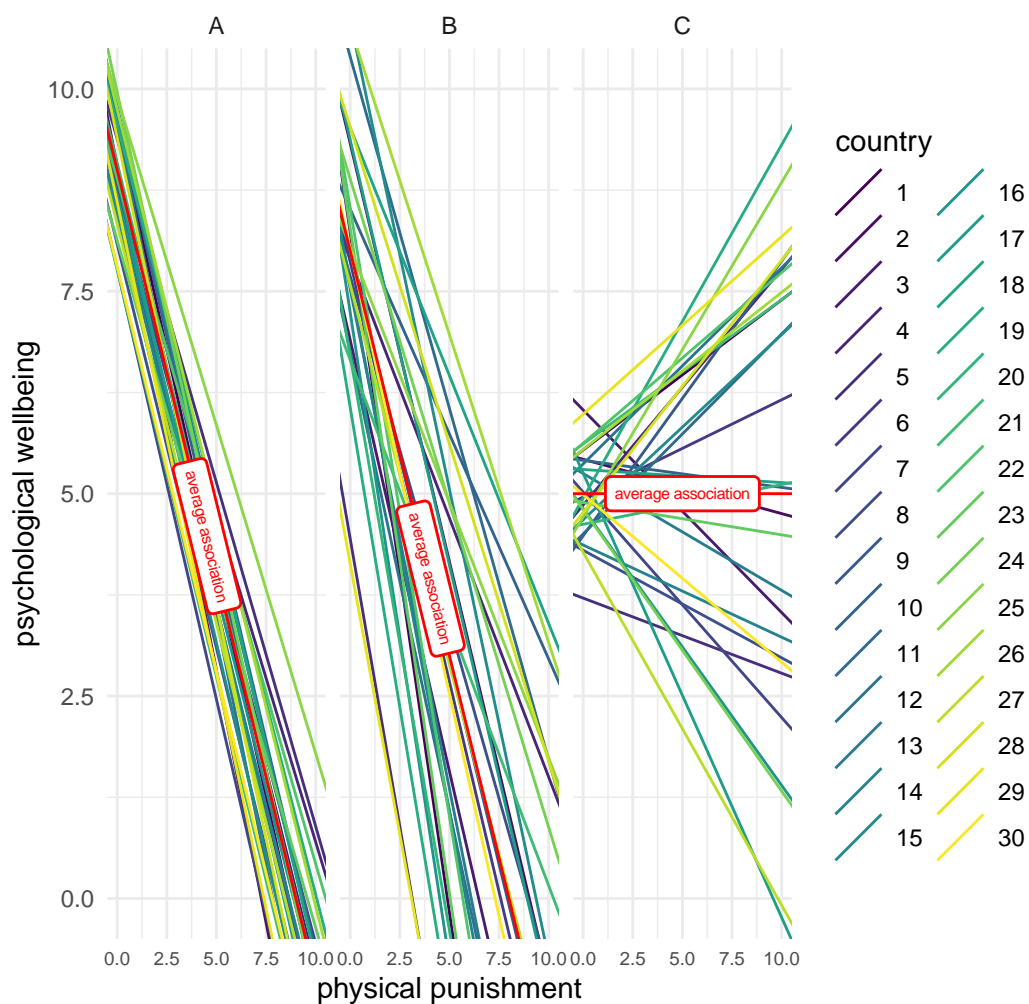 A B C
10.0
7.5
5.0
2.5
0.0
psychological wellbeing
average association
average association
average association
0.0 2.5 5.0 7.5 10.0 0.0 2.5 5.0 7.5 10.0 0.0 2.5 5.0 7.5 10.0
physical punishment
country
1 16
2 17
3 18
4 19
5 20
6 21
7 22
8 23
9 24
10 25
11 26
12 27
13 28
14 29
15 30